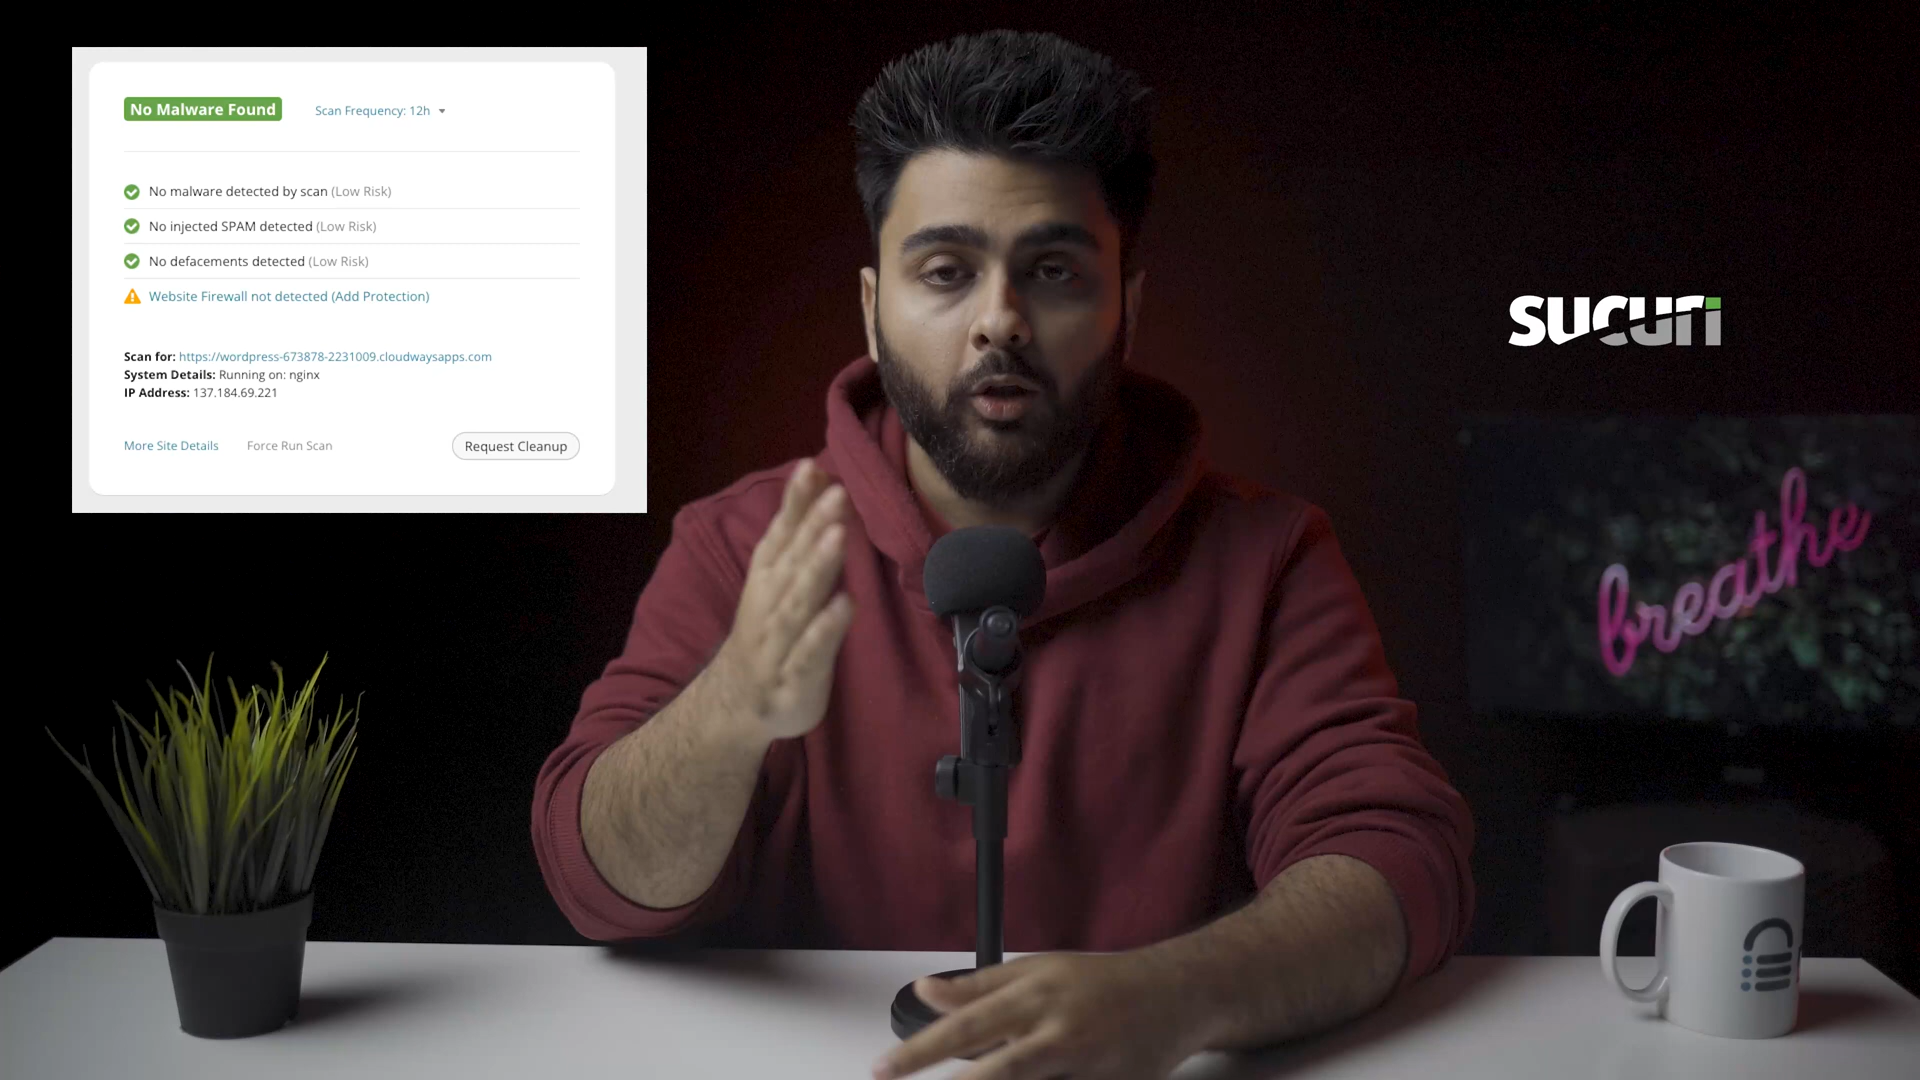 No Malware Found
Scan Frequency: 12h
No malware detected by scan (Low Risk)
No injected SPAM detected (Low Risk)
No defacements detected (Low Risk)
Website Firewall not detected (Add Protection)
Scan for: https://wordpress-673878-2231009.cloudwaysapps.com
System Details: Running on: nginx
IP Address: 137.184.69.221
More Site Details
Force Run Scan
Request Cleanup
sucuri
breathe